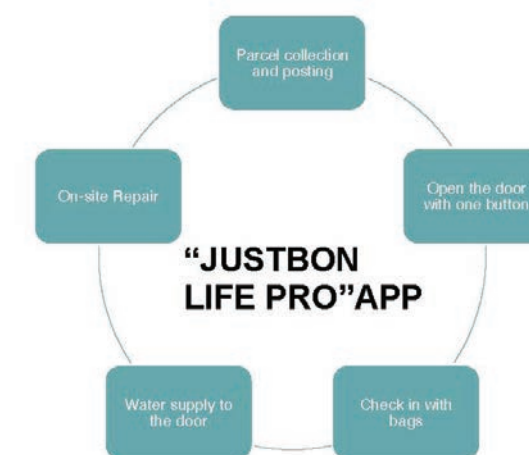 Parcel collection
and posting
On-site Repair
Open the door
with one button
“JUSTBON
LIFE PRO”APP
Water supply to
the door
Check in with
bags